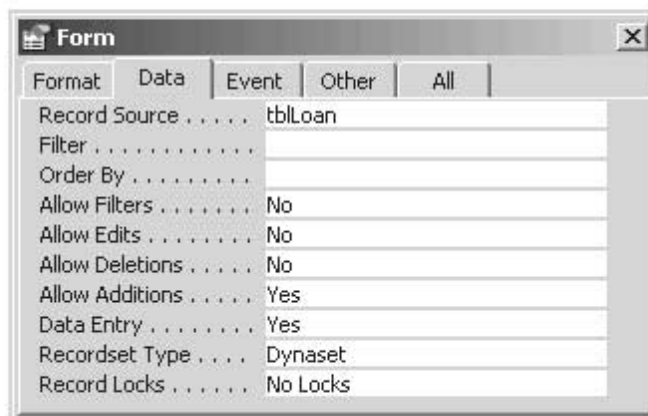 Form
Format Data Event Other All
Record Source . . . . . tblLoan
Filter . . . . . . . . . . . .
Order By . . . . . . . . .
Allow Filters . . . . . . . No
Allow Edits . . . . . . . . No
Allow Deletions . . . . No
Allow Additions . . . . Yes
Data Entry . . . . . . . . Yes
Recordset Type . . . . Dynaset
Record Locks . . . . . . No Locks